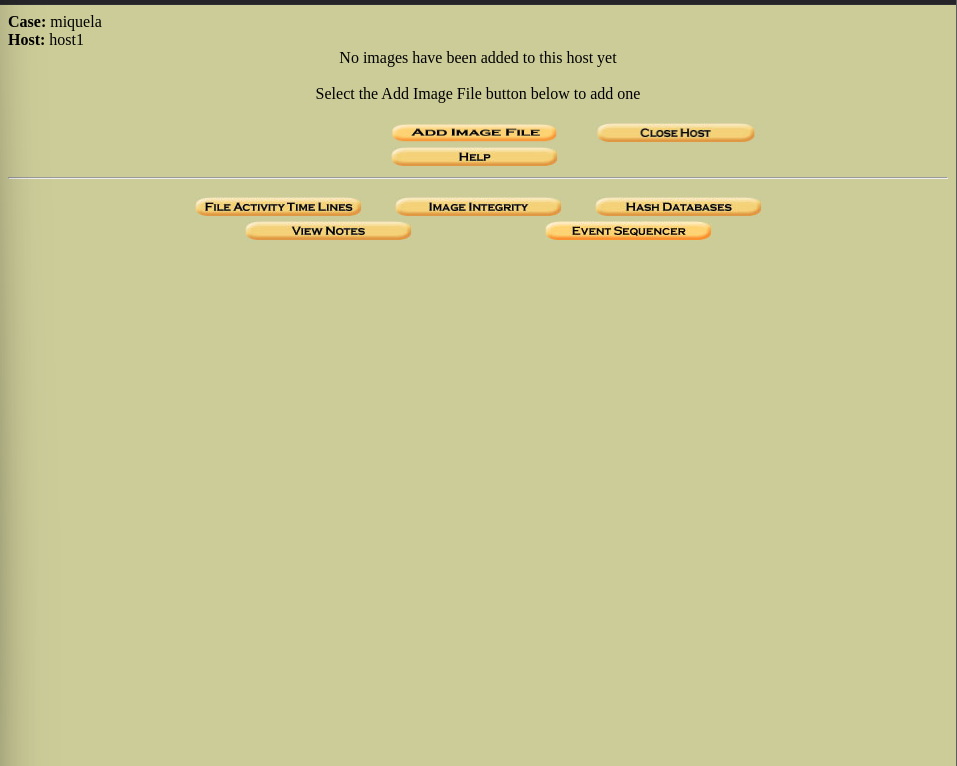 Case: miquela
Host: host1
No images have been added to this host yet
Select the Add Image File button below to add one
ADD IMAGE FILE
CLOSE HOST
HELP
FILE ACTIVITY TIME LINES
IMAGE INTEGRITY
HASH DATABASES
VIEW NOTES
EVENT SEQUENCER